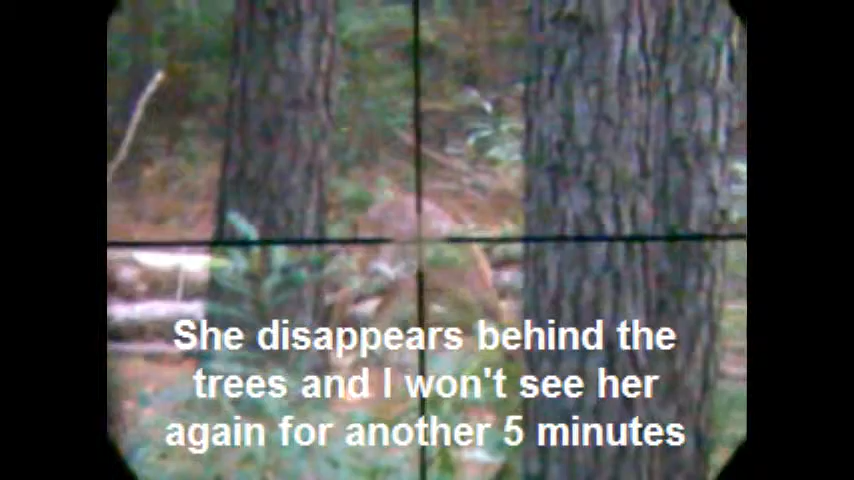 She disappears behind the
trees and I won't see her
again for another 5 minutes